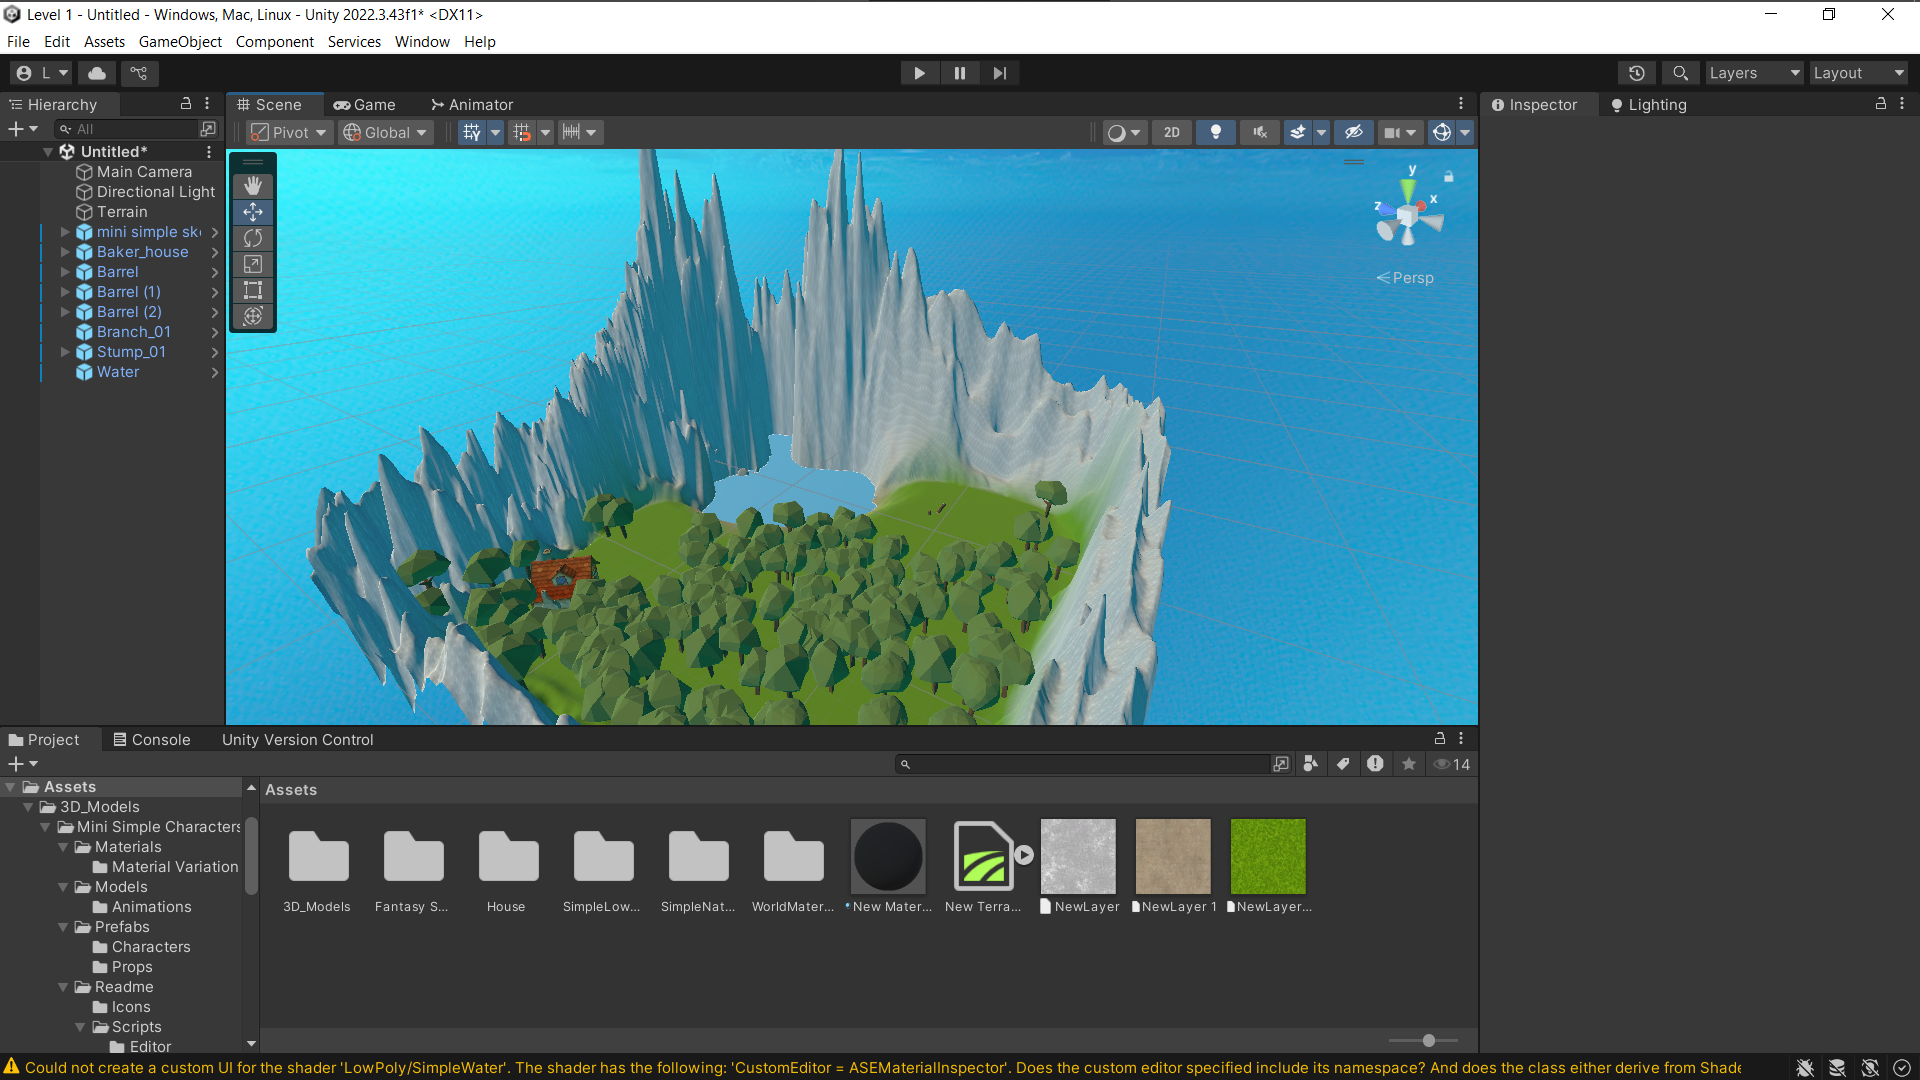 Level 1 - Untitled - Windows, Mac, Linux - Unity 2022.3.43f1* <DX11>
File Edit Assets GameObject Component Services Window Help
L Layers Layout
Hierarchy Scene Game Animator Inspector Lighting
All Pivot Global 2D
Untitled*
Main Camera
Directional Light
Terrain
mini simple sk
Baker_house
Barrel
Barrel (1)
Barrel (2)
Branch_01
Stump_01
Water
y
x
z
Persp
Project Console Unity Version Control
14
Assets
3D_Models
Mini Simple Characters
Materials
Material Variation
Models
Animations
Prefabs
Characters
Props
Readme
Icons
Scripts
Editor
Assets
3D_Models Fantasy S... House SimpleLow... SimpleNat... WorldMater... New Mater... New Terra... NewLayer NewLayer 1 NewLayer...
Could not create a custom UI for the shader 'LowPoly/SimpleWater'. The shader has the following: 'CustomEditor = ASEMaterialInspector'. Does the custom editor specified include its namespace? And does the class either derive from Shade